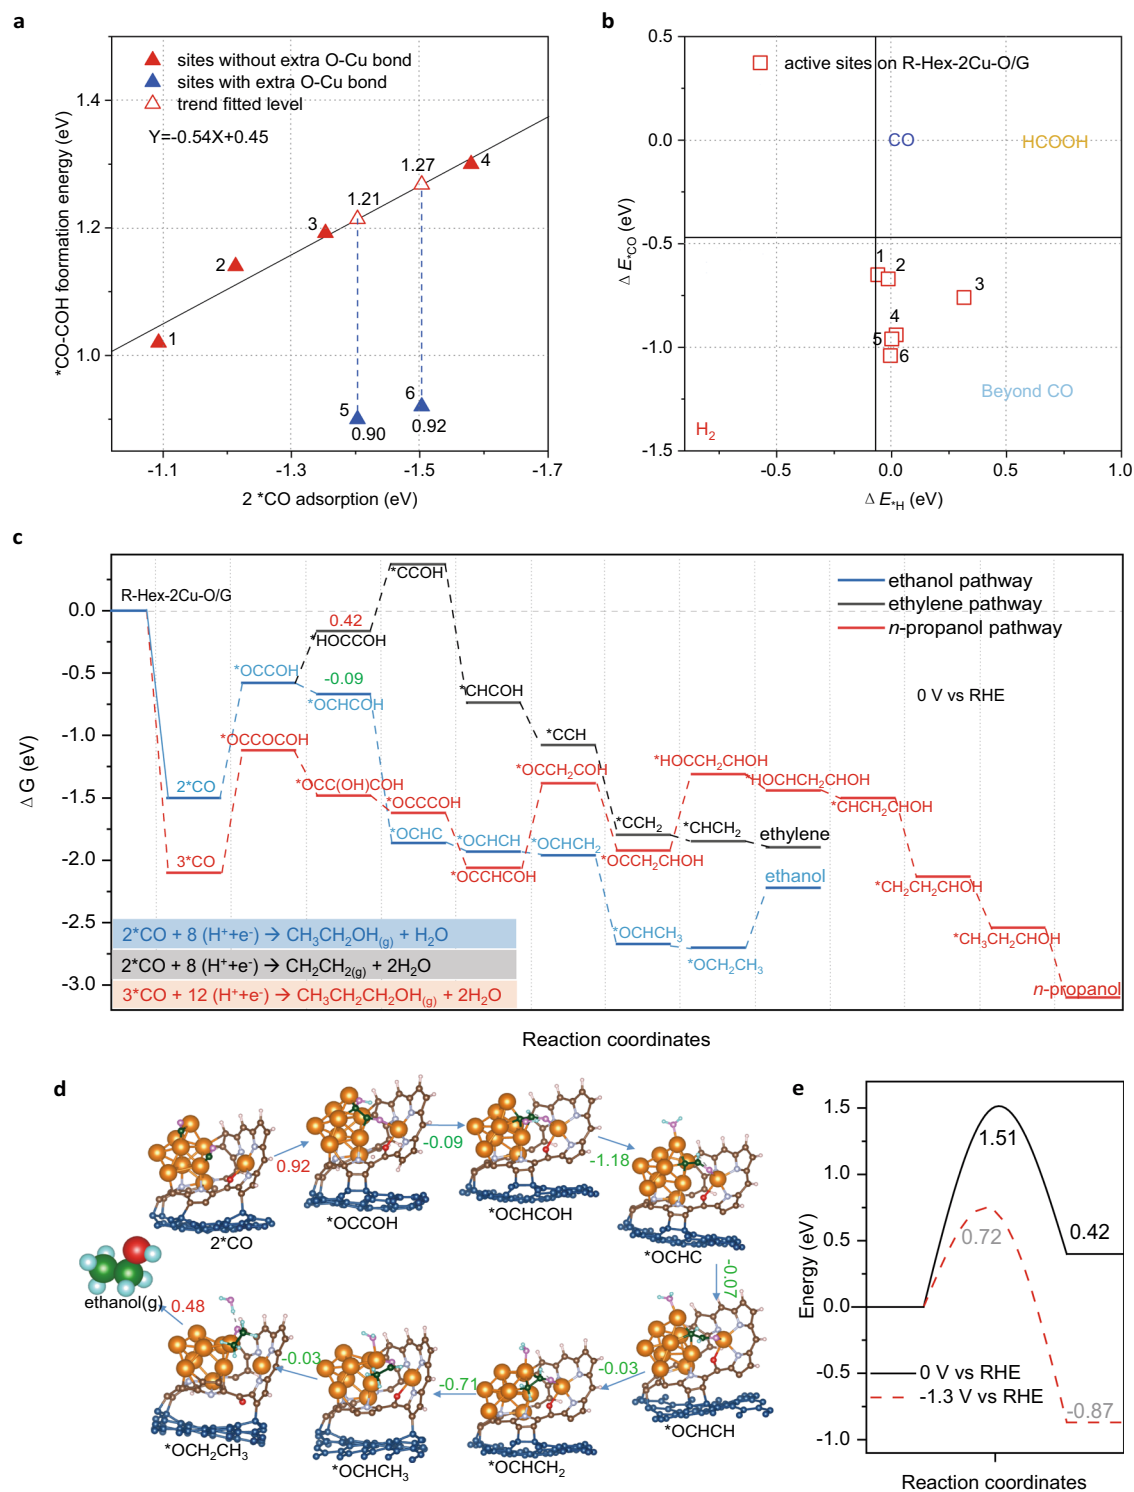 a
sites without extra O-Cu bond
sites with extra O-Cu bond
trend fitted level
Y=-0.54X+0.45
1.4
1.2
1.0
*CO-COH foormation energy (eV)
1
2
3
1.21
1.27
4
5
0.90
6
0.92
-1.1
-1.3
-1.5
-1.7
2 *CO adsorption (eV)
b
0.5
0.0
-0.5
-1.0
-1.5
Δ E*CO (eV)
active sites on R-Hex-2Cu-O/G
CO
HCOOH
1
2
3
4
5
6
Beyond CO
H₂
-0.5
0.0
0.5
1.0
Δ E*H (eV)
c
0.0
-0.5
-1.0
-1.5
-2.0
-2.5
-3.0
Δ G (eV)
R-Hex-2Cu-O/G
ethanol pathway
ethylene pathway
n-propanol pathway
0 V vs RHE
*CCOH
0.42
*HOCCOH
*OCCOH
-0.09
*OCHCOH
*CHCOH
*OCCOCOH
*CCH
2*CO
*OCC(OH)COH
*OCCCOH
*OCCH₂COH
*HOCCH₂CHOH
*HOCHCH₂CHOH
*CHCH₂CHOH
3*CO
*OCHC
*OCHCH
*OCHCH₂
*CCH₂
*CHCH₂
ethylene
*OCCHCOH
*OCCH₂CHOH
ethanol
*CH₂CH₂CHOH
*OCHCH₃
*OCH₂CH₃
*CH₃CH₂CHOH
n-propanol
2*CO + 8 (H⁺+e⁻) → CH₃CH₂OH(g) + H₂O
2*CO + 8 (H⁺+e⁻) → CH₂CH₂(g) + 2H₂O
3*CO + 12 (H⁺+e⁻) → CH₃CH₂CH₂OH(g) + 2H₂O
Reaction coordinates
d
2*CO
0.92
*OCCOH
-0.09
*OCHCOH
-1.18
*OCHC
-0.07
*OCHCH
-0.03
*OCHCH₂
-0.71
*OCHCH₃
-0.03
*OCH₂CH₃
0.48
ethanol(g)
e
1.5
1.0
0.5
0.0
-0.5
-1.0
Energy (eV)
1.51
0.72
0.42
-0.87
0 V vs RHE
-1.3 V vs RHE
Reaction coordinates